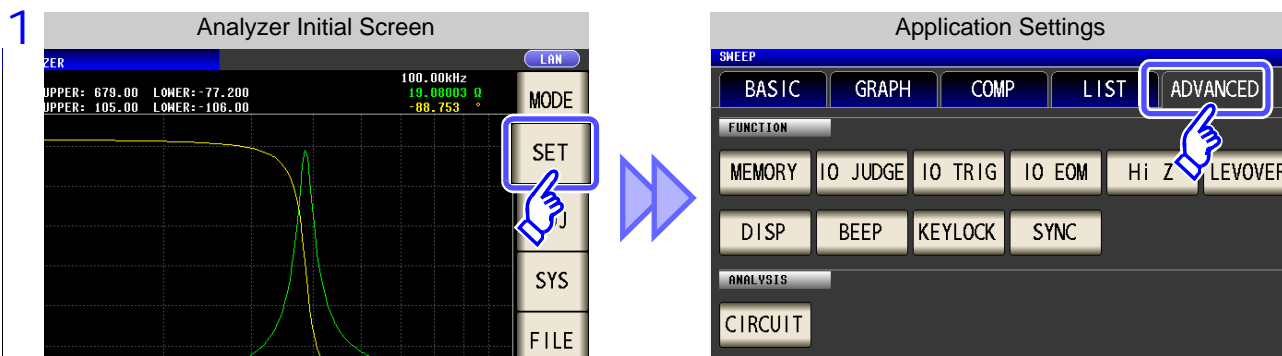 1
Analyzer Initial Screen
ZER
LAN
UPPER: 679.00 LOWER:-77.200
UPPER: 105.00 LOWER:-106.00
100.00kHz
19.08003 Ω
-88.753 °
MODE
SET
SYS
FILE
Application Settings
SWEEP
BASIC GRAPH COMP LIST ADVANCED
FUNCTION
MEMORY IO JUDGE IO TRIG IO EOM Hi Z LEVOVER
DISP BEEP KEYLOCK SYNC
ANALYSIS
CIRCUIT